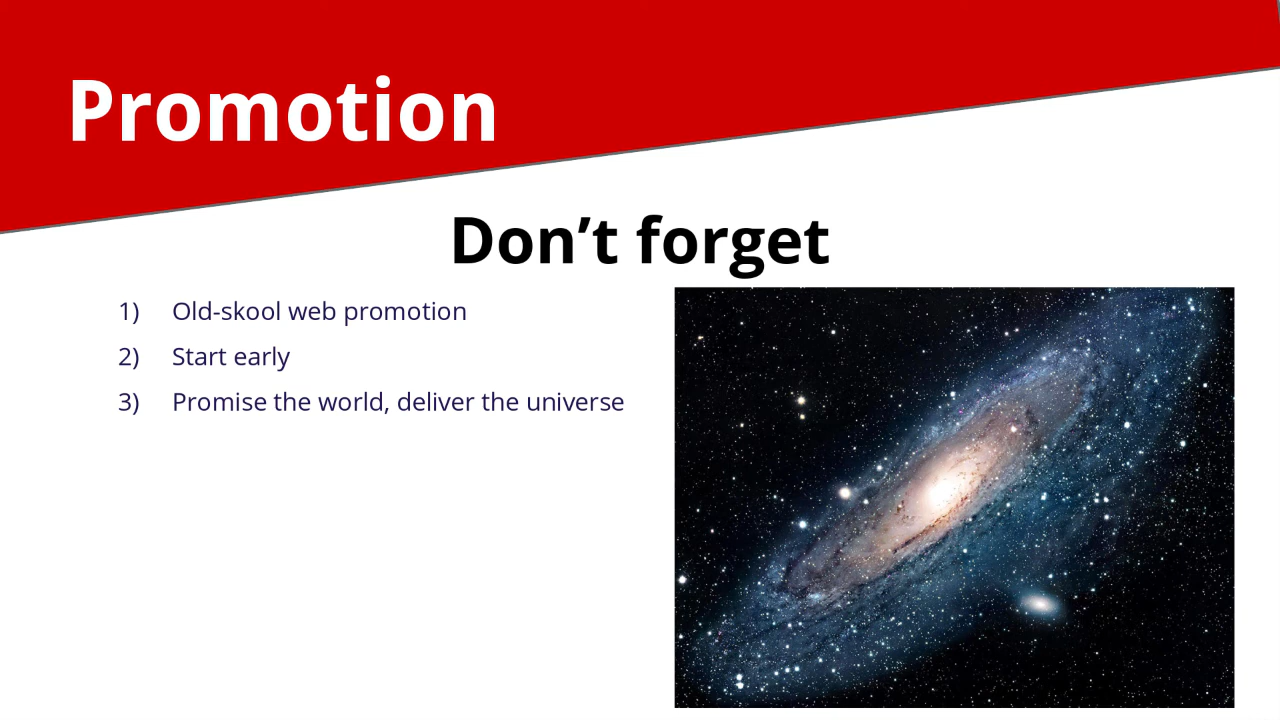 Promotion
Don’t forget
1) Old-skool web promotion
2) Start early
3) Promise the world, deliver the universe